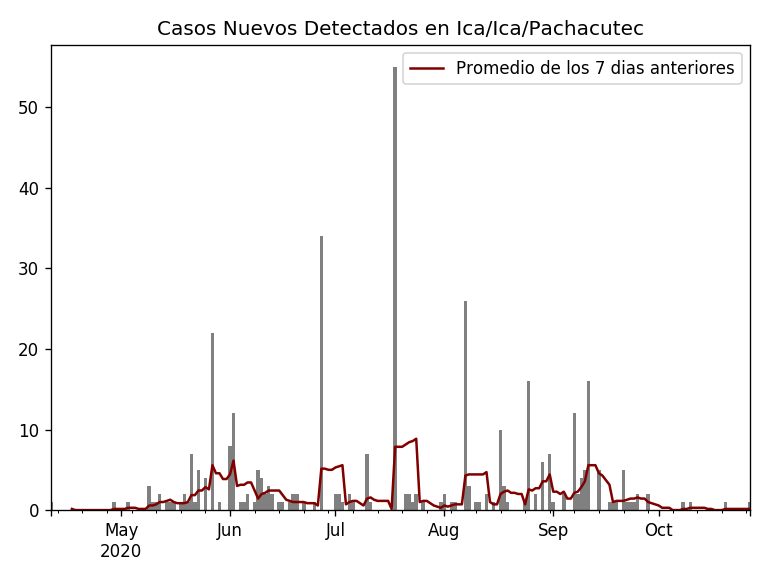 Casos Nuevos Detectados en Ica/Ica/Pachacutec
Promedio de los 7 dias anteriores
50
40
30
20
10
0
May Jun Jul Aug Sep Oct
2020